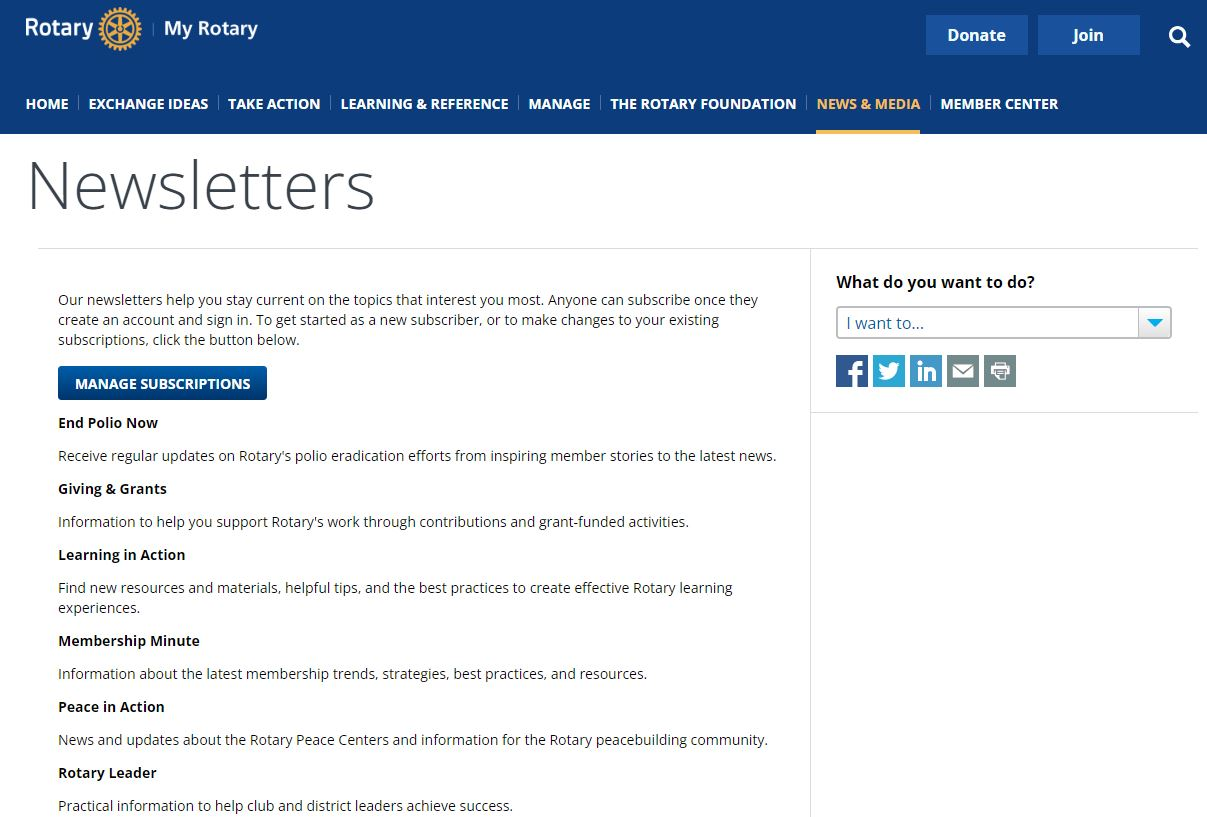 Rotary | My Rotary
Donate
Join
HOME
EXCHANGE IDEAS
TAKE ACTION
LEARNING & REFERENCE
MANAGE
THE ROTARY FOUNDATION
NEWS & MEDIA
MEMBER CENTER
Newsletters
Our newsletters help you stay current on the topics that interest you most. Anyone can subscribe once they
create an account and sign in. To get started as a new subscriber, or to make changes to your existing
subscriptions, click the button below.
MANAGE SUBSCRIPTIONS
End Polio Now
Receive regular updates on Rotary's polio eradication efforts from inspiring member stories to the latest news.
Giving & Grants
Information to help you support Rotary's work through contributions and grant-funded activities.
Learning in Action
Find new resources and materials, helpful tips, and the best practices to create effective Rotary learning
experiences.
Membership Minute
Information about the latest membership trends, strategies, best practices, and resources.
Peace in Action
News and updates about the Rotary Peace Centers and information for the Rotary peacebuilding community.
Rotary Leader
Practical information to help club and district leaders achieve success.
What do you want to do?
I want to...